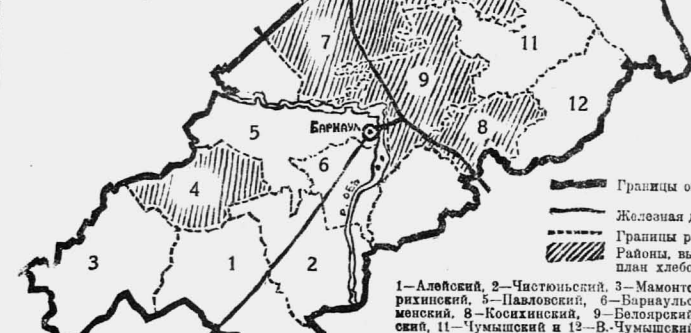 7
11
9
12
БАРНАУЛ
8
5
6
4
р. ОБЬ
3
1
2
Границы о
Железная д
Границы р
Районы, вы
план хлебо
1—Алейский, 2—Чистюньский, 3—Мамонто
рихинский, 5—Павловский, 6—Барнаульс
менский, 8—Косихинский, 9—Белоярский
ский, 11—Чумышский и 12—В.-Чумышский